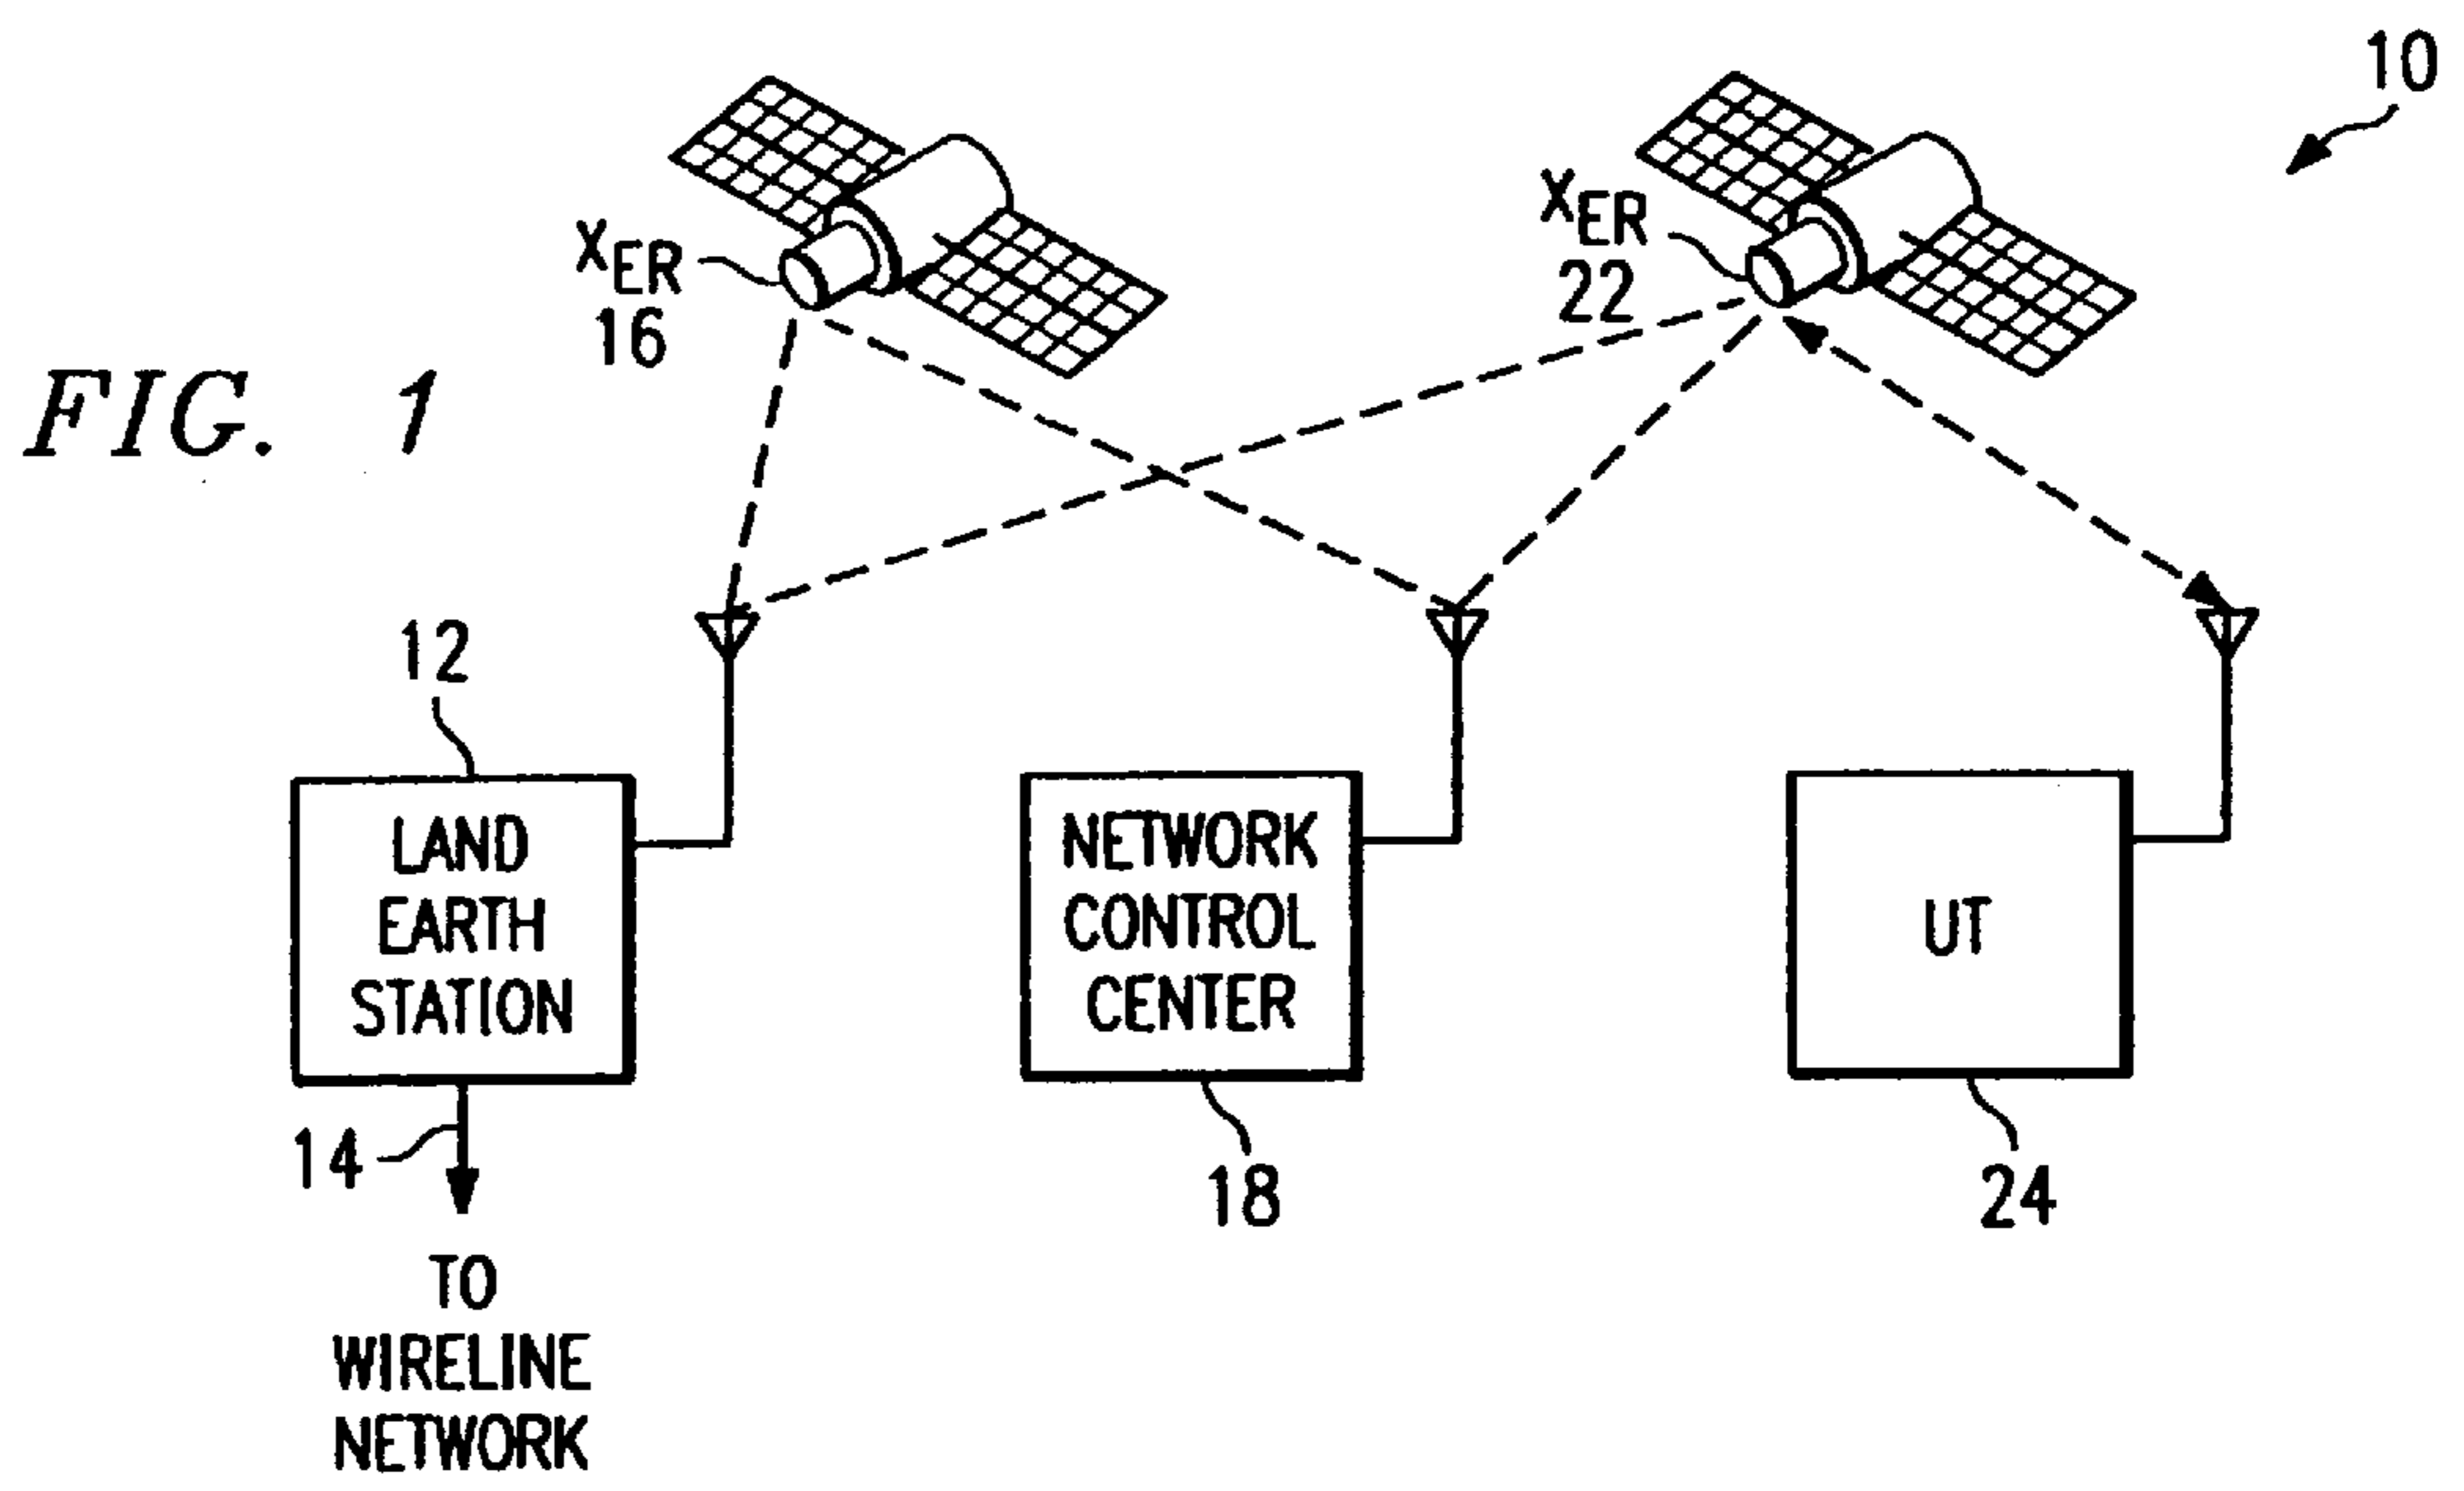 10
XER
16
XER
22
FIG. 1
12
LAND
EARTH
STATION
NETWORK
CONTROL
CENTER
UT
14
18
24
TO
WIRELINE
NETWORK